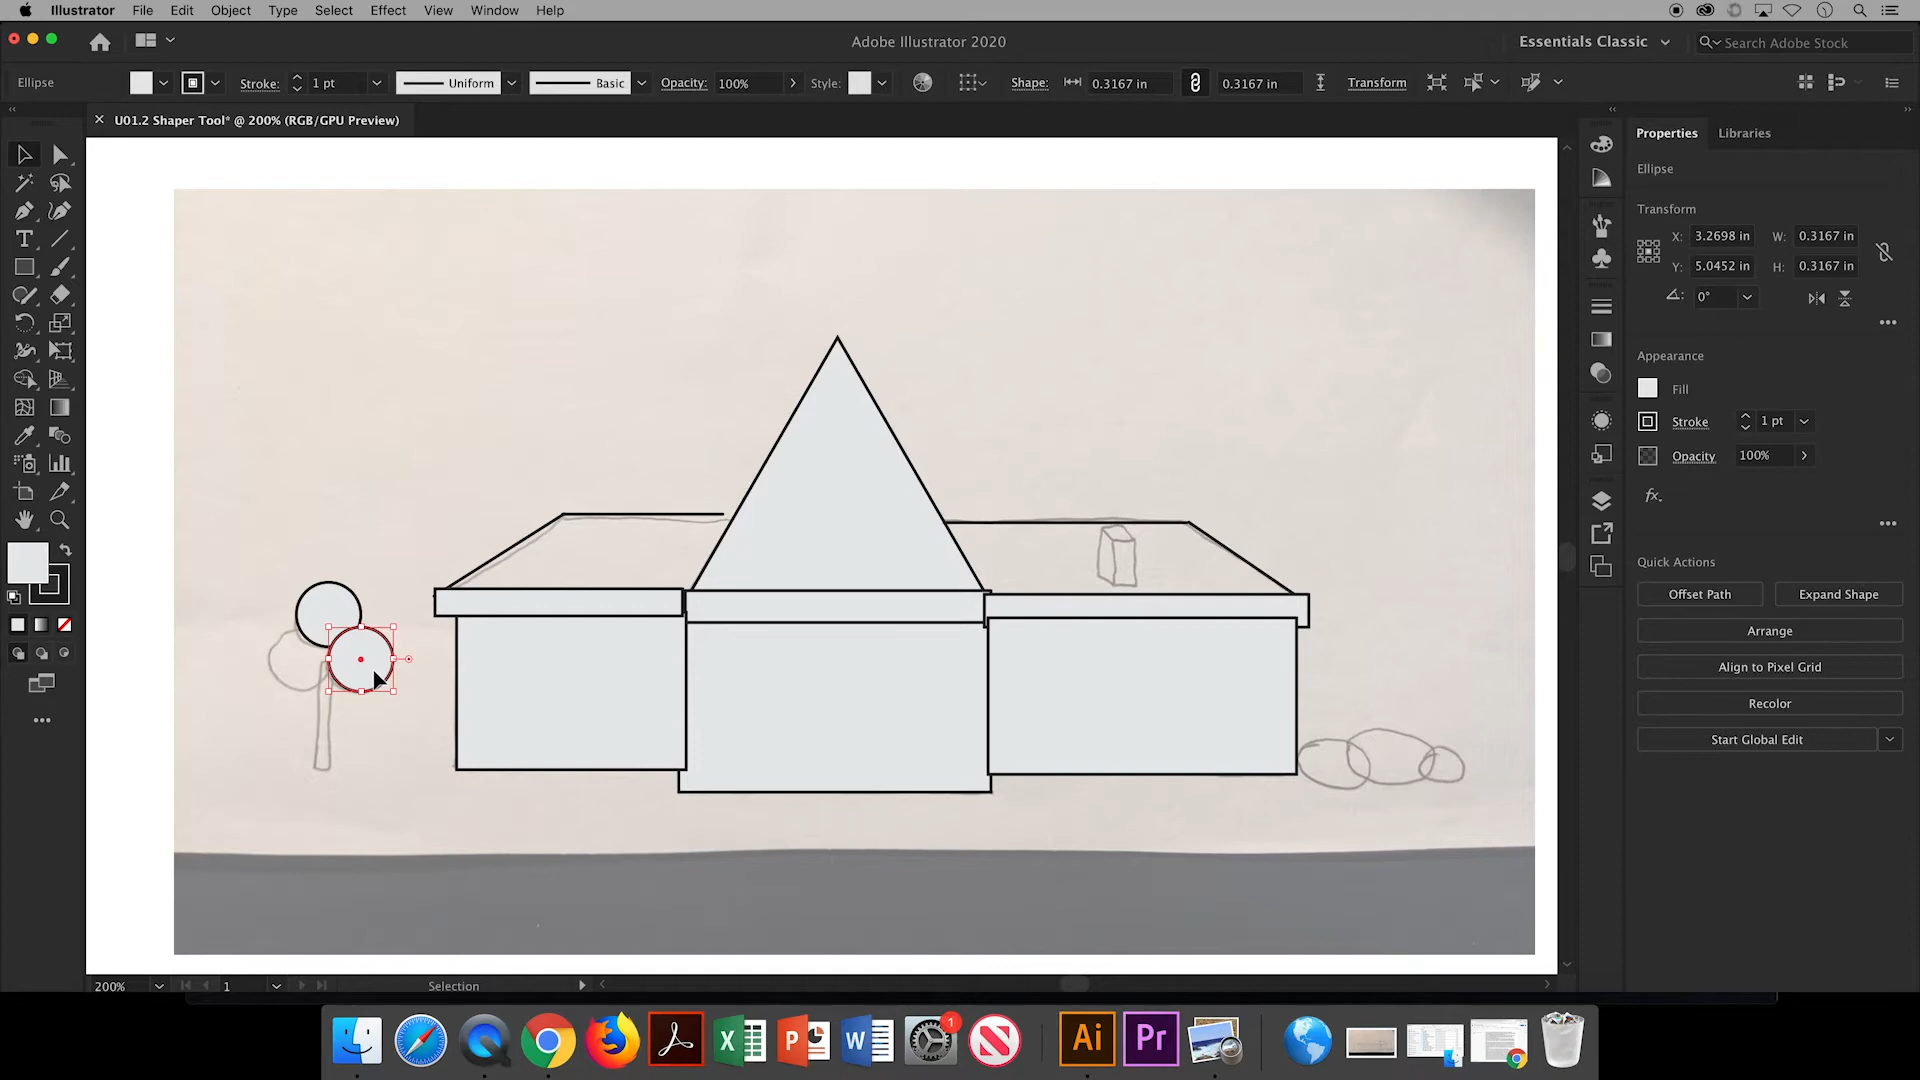 Illustrator File Edit Object Type Select Effect View Window Help
Adobe Illustrator 2020
Essentials Classic
Search Adobe Stock
Ellipse
Stroke: 1 pt Uniform Basic Opacity: 100% Style: Shape: 0.3167 in 0.3167 in Transform
U01.2 Shaper Tool* @ 200% (RGB/GPU Preview)
Properties Libraries
Ellipse
Transform
X: 3.2698 in W: 0.3167 in
Y: 5.0452 in H: 0.3167 in
0°
Appearance
Fill
Stroke 1 pt
Opacity 100%
fx.
Quick Actions
Offset Path Expand Shape
Arrange
Align to Pixel Grid
Recolor
Start Global Edit
200% 1 Selection
1
X P W N Ai Pr